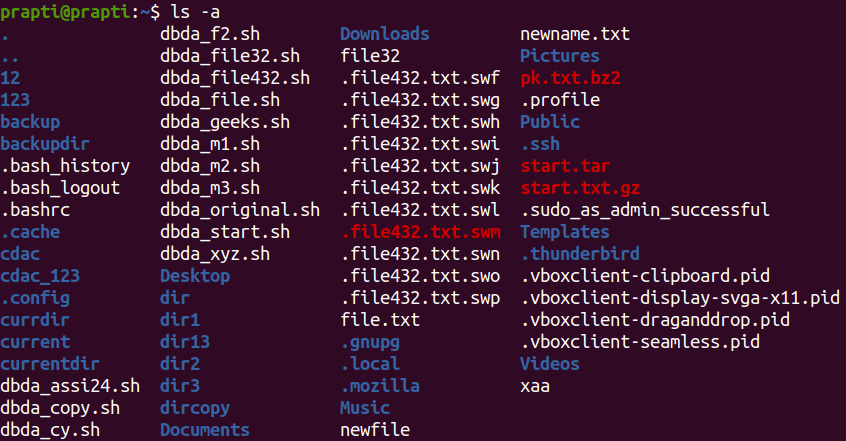 prapti@prapti:~$ ls -a
. dbda_f2.sh Downloads newname.txt
.. dbda_file32.sh file32 Pictures
12 dbda_file432.sh .file432.txt.swf pk.txt.bz2
123 dbda_file.sh .file432.txt.swg .profile
backup dbda_geeks.sh .file432.txt.swh Public
backupdir dbda_m1.sh .file432.txt.swi .ssh
.bash_history dbda_m2.sh .file432.txt.swj start.tar
.bash_logout dbda_m3.sh .file432.txt.swk start.txt.gz
.bashrc dbda_original.sh .file432.txt.swl .sudo_as_admin_successful
.cache dbda_start.sh .file432.txt.swm Templates
cdac dbda_xyz.sh .file432.txt.swn .thunderbird
cdac_123 Desktop .file432.txt.swo .vboxclient-clipboard.pid
.config dir .file432.txt.swp .vboxclient-display-svga-x11.pid
currdir dir1 file.txt .vboxclient-draganddrop.pid
current dir13 .gnupg .vboxclient-seamless.pid
currentdir dir2 .local Videos
dbda_assi24.sh dir3 .mozilla xaa
dbda_copy.sh dircopy Music
dbda_cy.sh Documents newfile